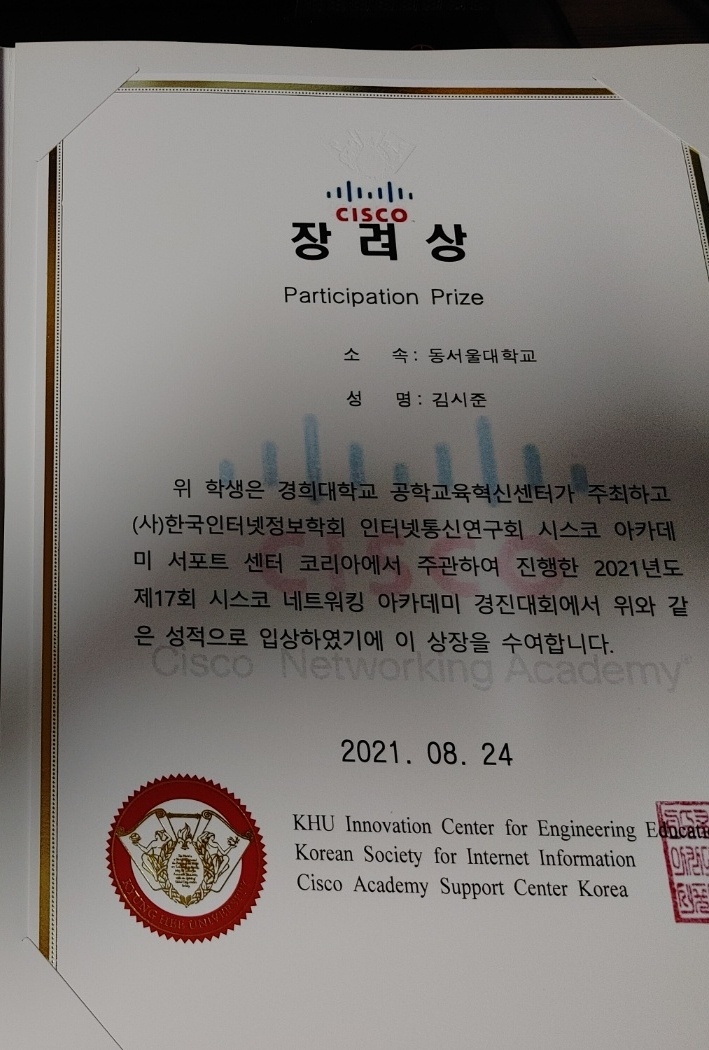 CISCO
장 려 상
Participation Prize
소 속 : 동서울대학교
성 명 : 김시준
위 학생은 경희대학교 공학교육혁신센터가 주최하고
(사)한국인터넷정보학회 인터넷통신연구회 시스코 아카데
미 서포트 센터 코리아에서 주관하여 진행한 2021년도
제17회 시스코 네트워킹 아카데미 경진대회에서 위와 같
은 성적으로 입상하였기에 이 상장을 수여합니다.
CISCO
Cisco Networking Academy
2021. 08. 24
KHU Innovation Center for Engineering Educati
Korean Society for Internet Information
Cisco Academy Support Center Korea
KYUNG HEE UNIVERSITY